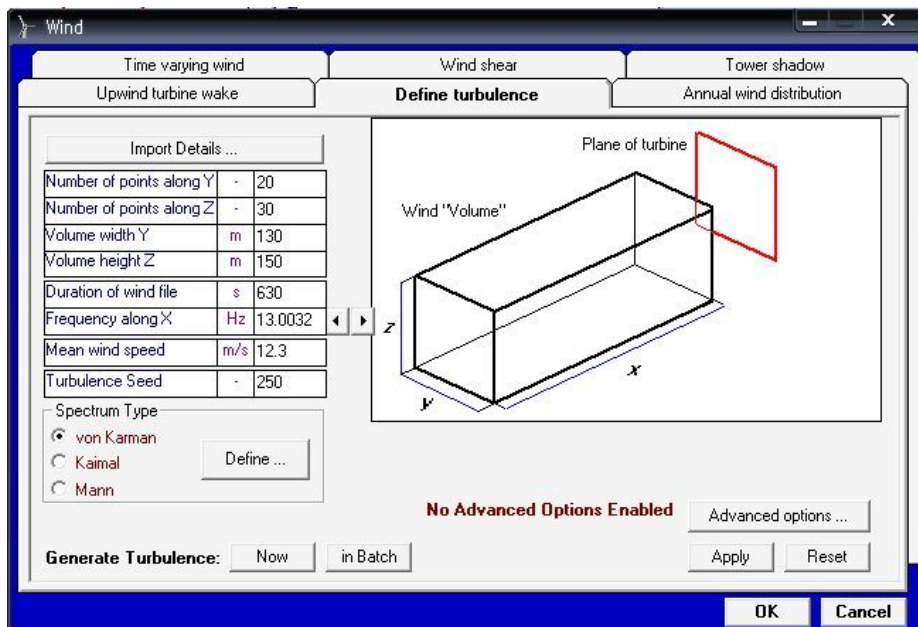 Wind
Time varying wind Wind shear Tower shadow
Upwind turbine wake Define turbulence Annual wind distribution
Import Details ...
Number of points along Y - 20
Number of points along Z - 30
Volume width Y m 130
Volume height Z m 150
Duration of wind file s 630
Frequency along X Hz 13.0032
Mean wind speed m/s 12.3
Turbulence Seed - 250
Spectrum Type
von Karman
Kaimal
Mann
Define ...
Plane of turbine
Wind "Volume"
z
x
y
No Advanced Options Enabled
Advanced options ...
Generate Turbulence: Now in Batch
Apply Reset
OK Cancel